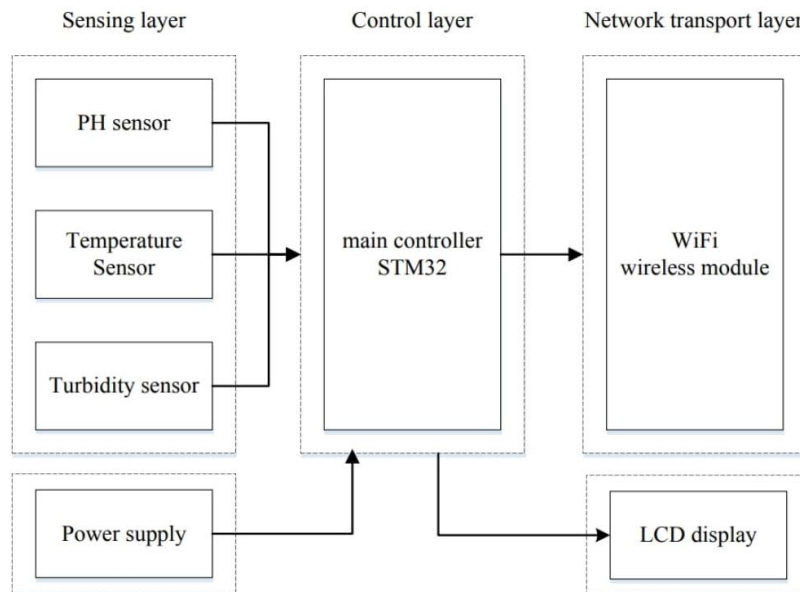 Sensing layer
Control layer
Network transport layer
PH sensor
Temperature
Sensor
Turbidity sensor
main controller
STM32
WiFi
wireless module
Power supply
LCD display